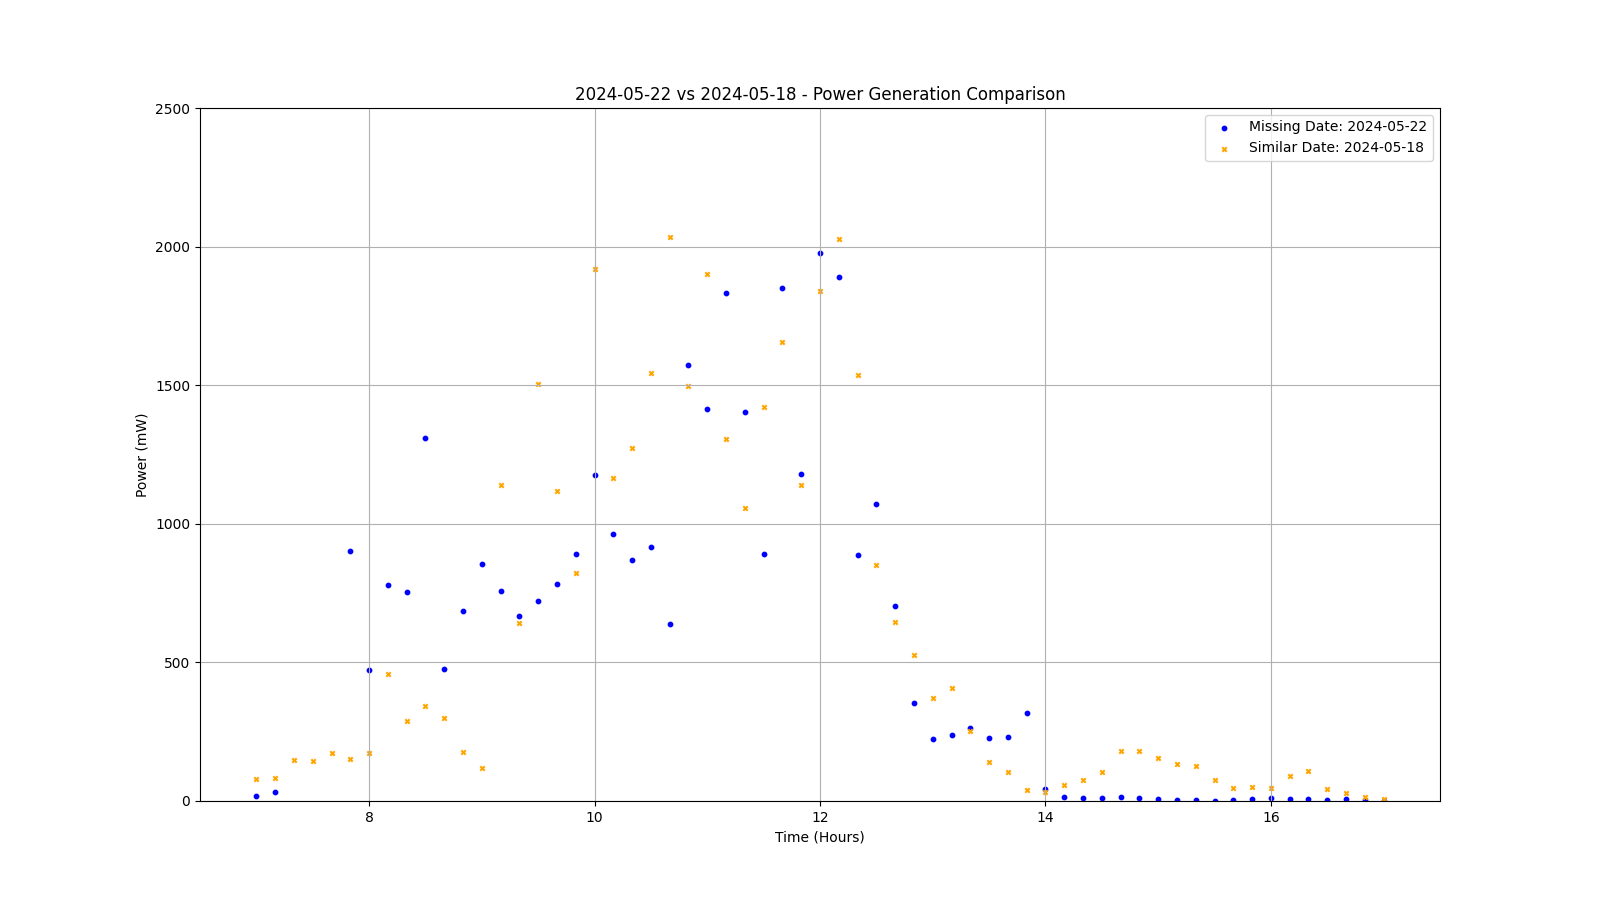 2024-05-22 vs 2024-05-18 - Power Generation Comparison
2500
Missing Date: 2024-05-22
Similar Date: 2024-05-18
2000
1500
Power (mW)
1000
500
0
8
10
12
14
16
Time (Hours)